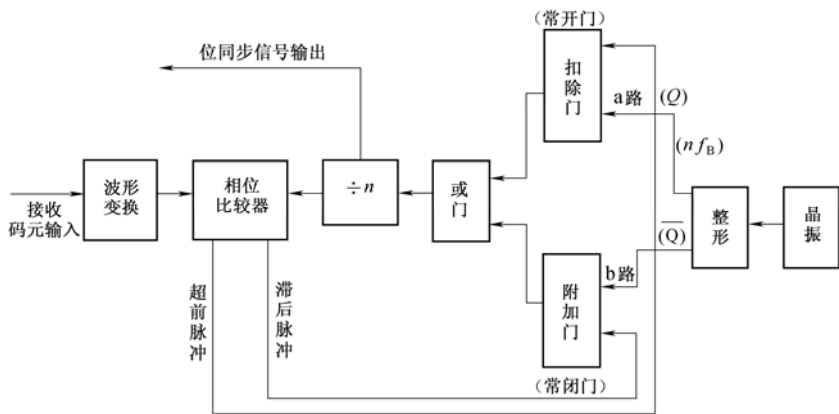 (常开门)
位同步信号输出
扣
除
门
a路
(Q)
(nf_B)
波形
变换
相位
比较器
÷n
或
门
整
形
晶
振
接收
码元输入
(Q̅)
b路
超
前
脉
冲
滞
后
脉
冲
附
加
门
(常闭门)